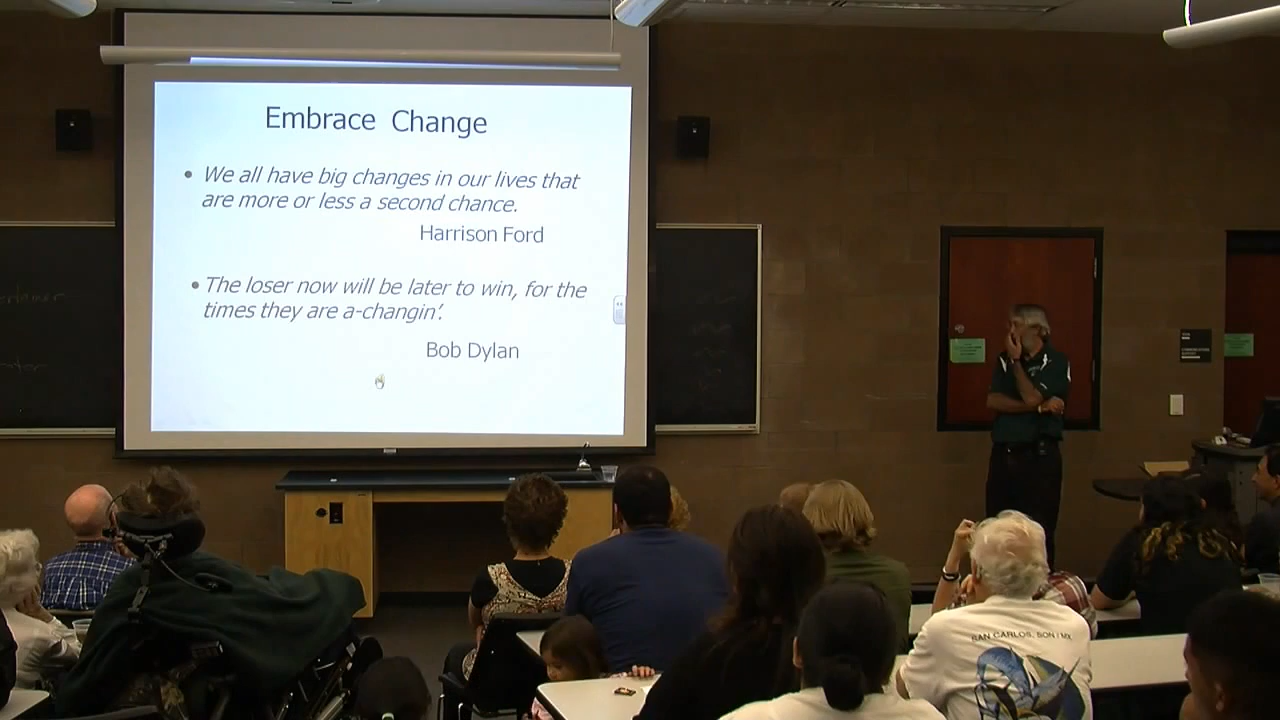 Embrace Change
• We all have big changes in our lives that
are more or less a second chance.
Harrison Ford
• The loser now will be later to win, for the
times they are a-changin’.
Bob Dylan
SAN CARLOS, SON / MX.